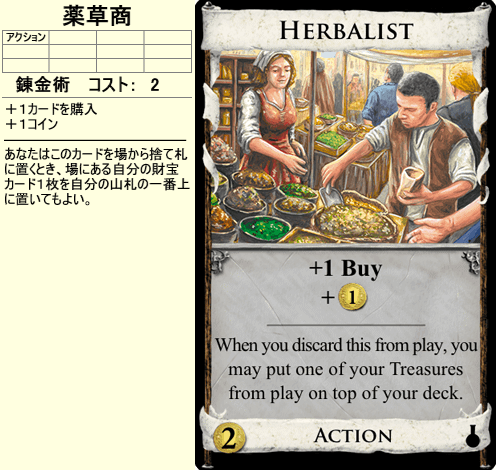 薬草商
アクション
錬金術 コスト： 2
＋１カードを購入
＋１コイン
あなたはこのカードを場から捨て札
に置くとき、場にある自分の財宝
カード１枚を自分の山札の一番上
に置いてもよい。
HERBALIST
+1 Buy
+ 1
When you discard this from play, you
may put one of your Treasures
from play on top of your deck.
2 ACTION